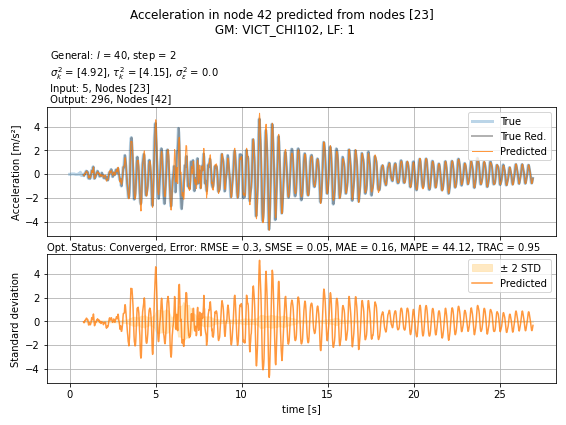 Acceleration in node 42 predicted from nodes [23]
GM: VICT_CHI102, LF: 1
General: l = 40, step = 2
σ²ₖ = [4.92], τ²ₖ = [4.15], σ²ε = 0.0
Input: 5, Nodes [23]
Output: 296, Nodes [42]
Acceleration [m/s²]
4
2
0
−2
−4
True
True Red.
Predicted
Opt. Status: Converged, Error: RMSE = 0.3, SMSE = 0.05, MAE = 0.16, MAPE = 44.12, TRAC = 0.95
Standard deviation
4
2
0
−2
−4
± 2 STD
Predicted
0 5 10 15 20 25
time [s]